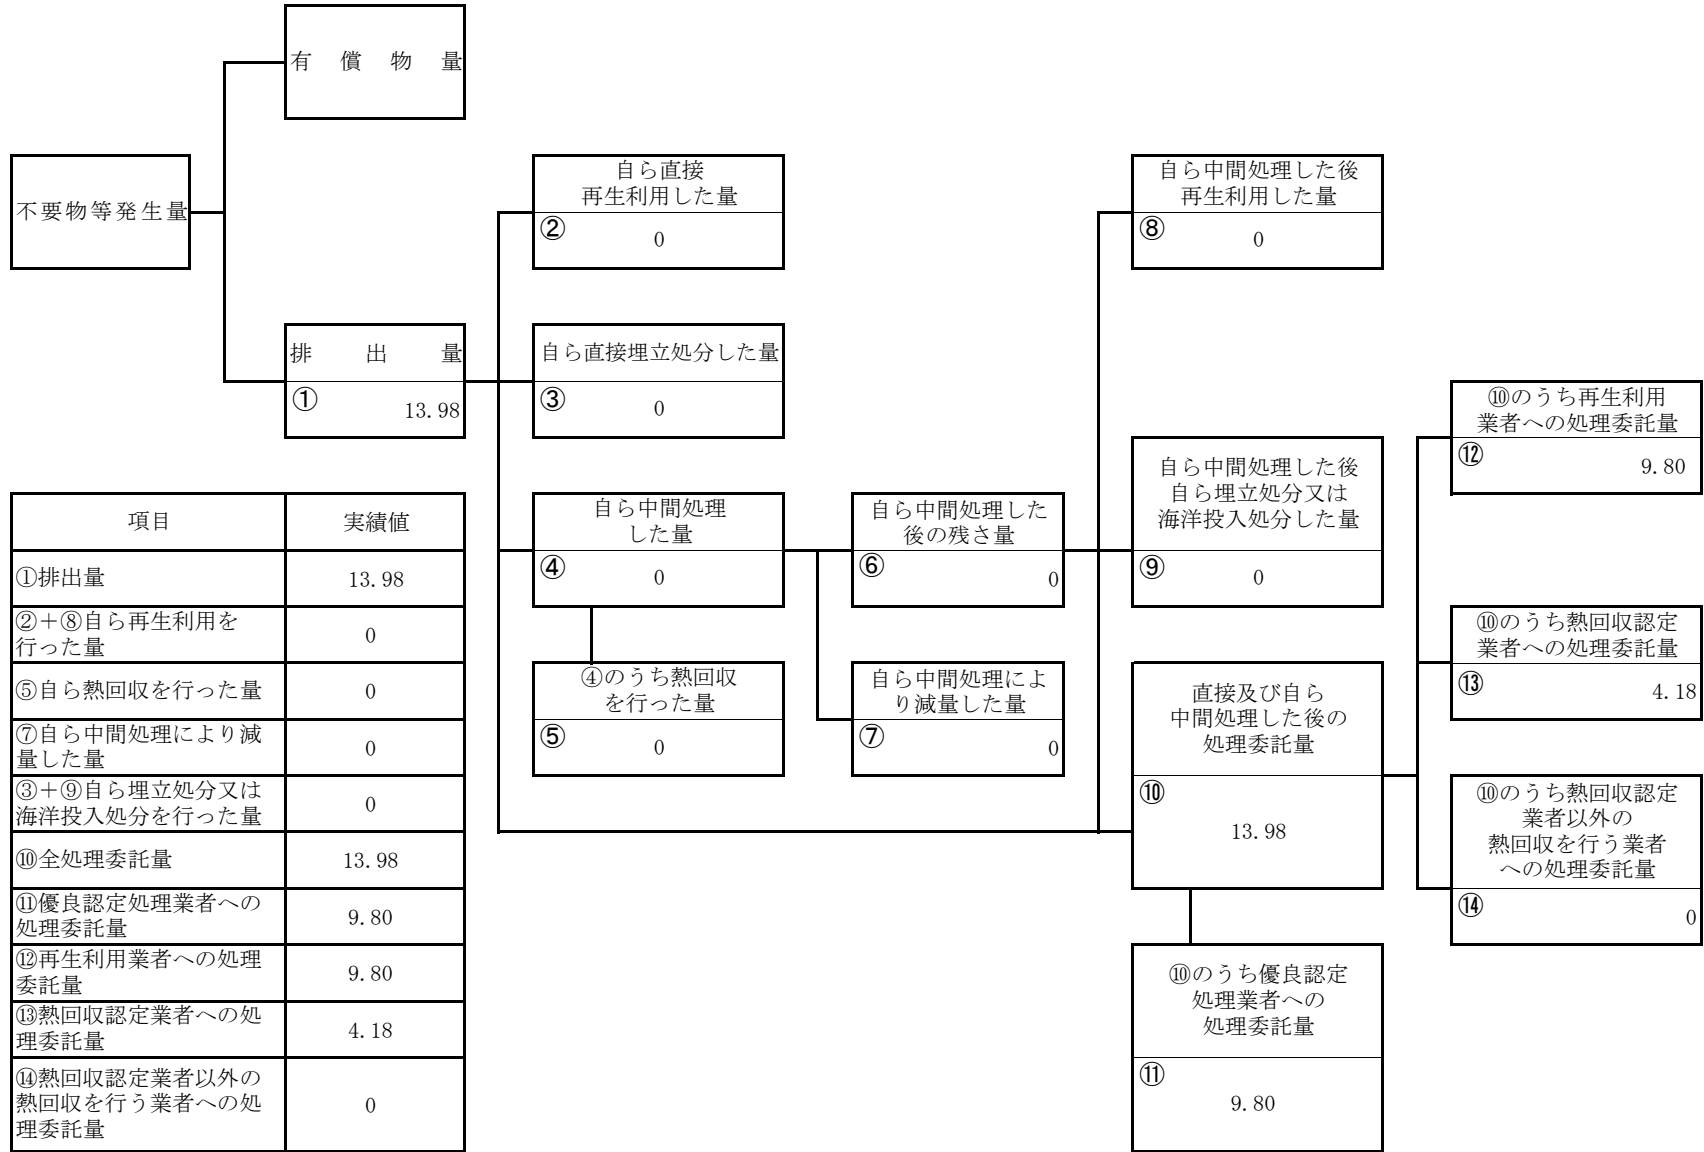 有償物量
不要物等発生量
排出量
①
13.98
自ら直接
再生利用した量
②
0
自ら直接埋立処分した量
③
0
自ら中間処理
した量
④
0
④のうち熱回収
を行った量
⑤
0
自ら中間処理した
後の残さ量
⑥
0
自ら中間処理によ
り減量した量
⑦
0
自ら中間処理した後
再生利用した量
⑧
0
自ら中間処理した後
自ら埋立処分又は
海洋投入処分した量
⑨
0
直接及び自ら
中間処理した後の
処理委託量
⑩
13.98
⑩のうち優良認定
処理業者への
処理委託量
⑪
9.80
⑩のうち再生利用
業者への処理委託量
⑫
9.80
⑩のうち熱回収認定
業者への処理委託量
⑬
4.18
⑩のうち熱回収認定
業者以外の
熱回収を行う業者
への処理委託量
⑭
0
項目 実績値
①排出量 13.98
②+⑧自ら再生利用を
行った量 0
⑤自ら熱回収を行った量 0
⑦自ら中間処理により減
量した量 0
③+⑨自ら埋立処分又は
海洋投入処分を行った量 0
⑩全処理委託量 13.98
⑪優良認定処理業者への
処理委託量 9.80
⑫再生利用業者への処理
委託量 9.80
⑬熱回収認定業者への処
理委託量 4.18
⑭熱回収認定業者以外の
熱回収を行う業者への処
理委託量 0